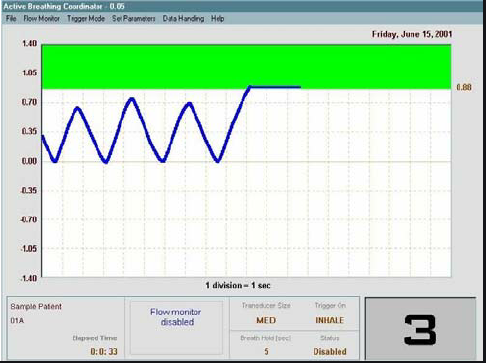 Active Breathing Coordinator - 0.05
File Flow Monitor Trigger Mode Set Parameters Data Handing Help
Friday, June 15, 2001
1.40
1.05
0.88
0.70
0.35
0.00
-0.35
-0.70
-1.05
-1.40
1 division = 1 sec
Sample Patient
01A
Elapsed Time
0: 0: 33
Flow monitor
disabled
Transducer Size
MED
Trigger On
INHALE
Breath Hold (sec)
5
Status
Disabled
3